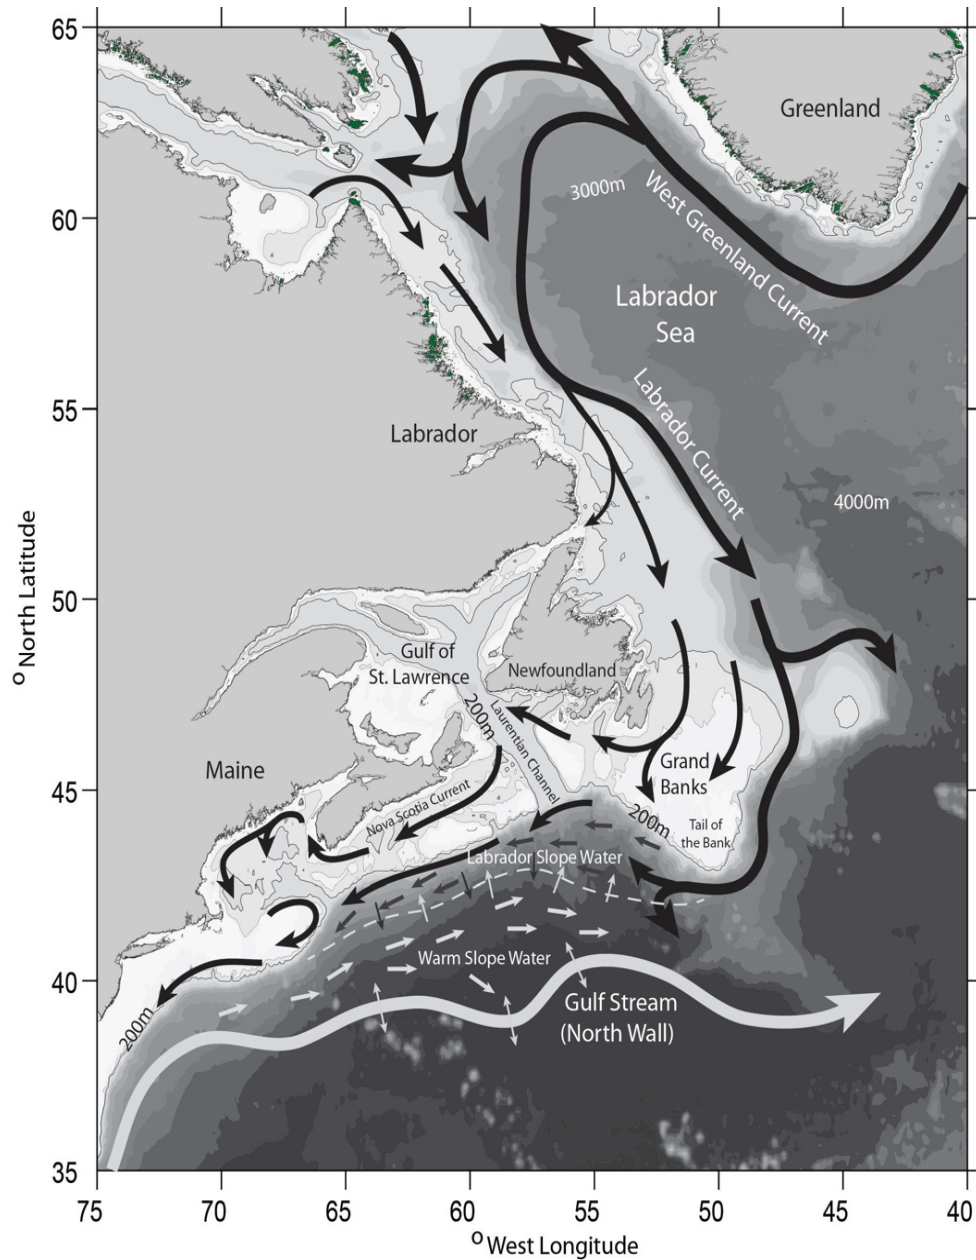 65
60
55
50
45
40
35
75
70
65
60
55
50
45
40
o North Latitude
o West Longitude
Greenland
3000m
West Greenland Current
Labrador
Sea
Labrador Current
Labrador
4000m
Gulf of
St. Lawrence
Newfoundland
200m
Laurentian Channel
Maine
Grand
Banks
Nova Scotia Current
200m
Tail of
the Bank
Labrador Slope Water
Warm Slope Water
Gulf Stream
(North Wall)
200m